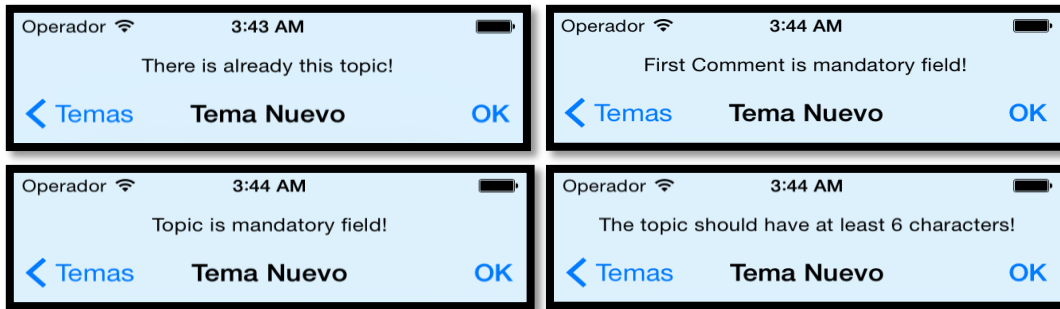 Operador 3:43 AM
There is already this topic!
Temas Tema Nuevo OK
Operador 3:44 AM
First Comment is mandatory field!
Temas Tema Nuevo OK
Operador 3:44 AM
Topic is mandatory field!
Temas Tema Nuevo OK
Operador 3:44 AM
The topic should have at least 6 characters!
Temas Tema Nuevo OK